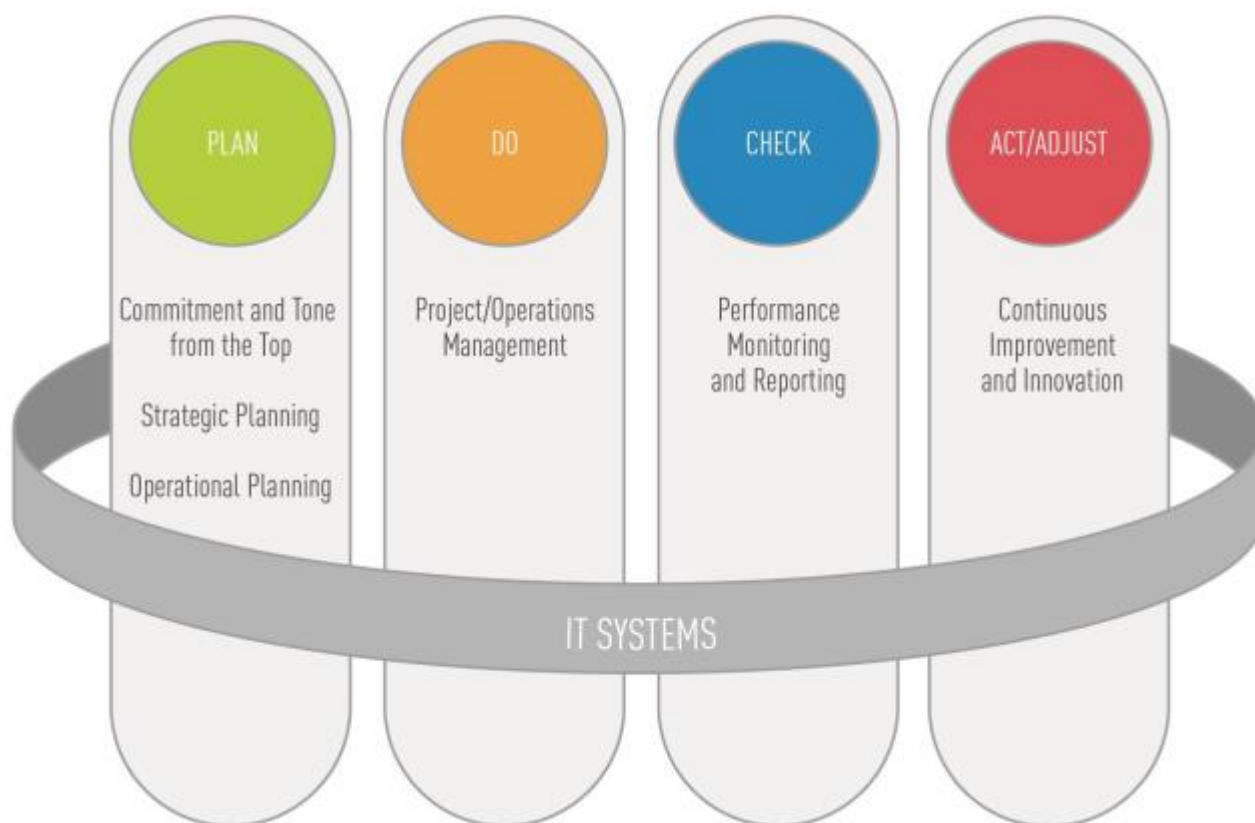 PLAN
Commitment and Tone
from the Top
Strategic Planning
Operational Planning
DO
Project/Operations
Management
CHECK
Performance
Monitoring
and Reporting
ACT/ADJUST
Continuous
Improvement
and Innovation
IT SYSTEMS